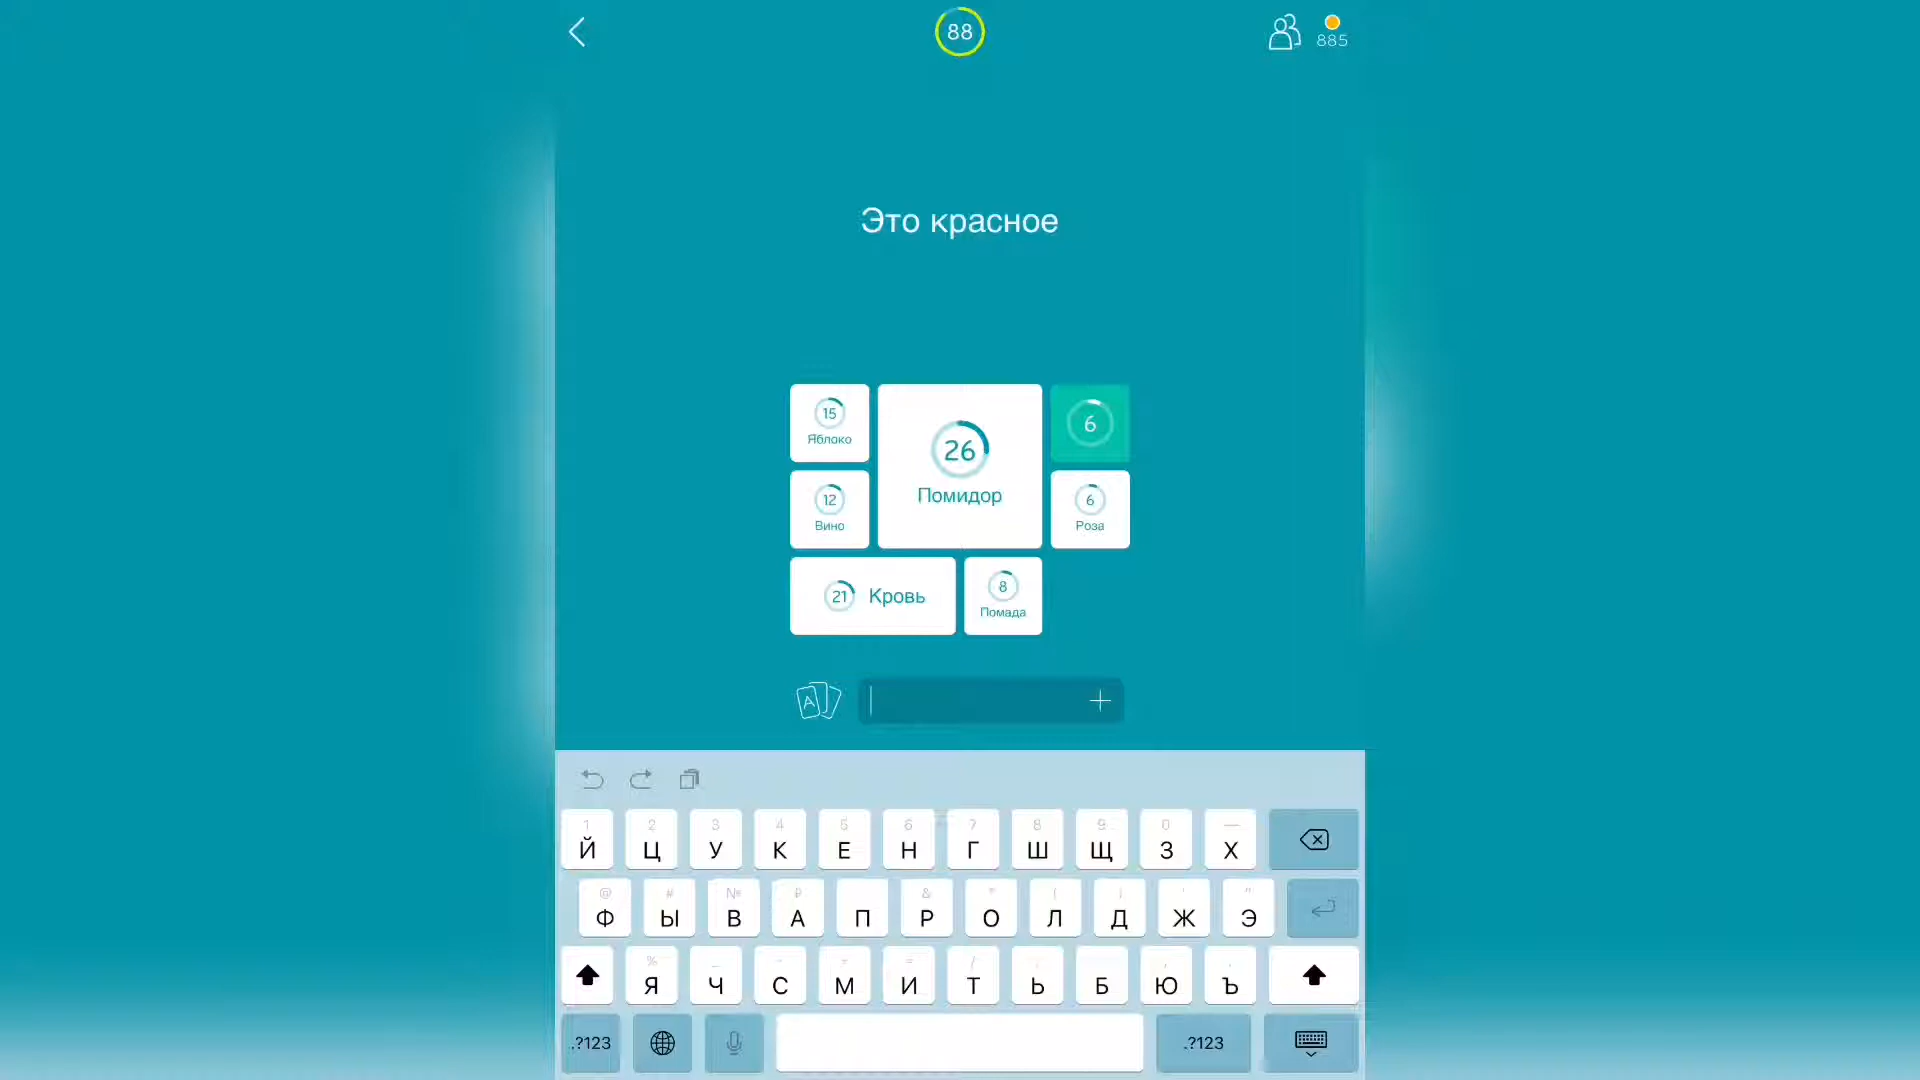 88
885
Это красное
15
Яблоко
26
Помидор
6
12
Вино
6
Роза
21 Кровь
8
Помада
A
1 2 3 4 5 6 7 8 9 0 —
Й Ц У К Е Н Г Ш Щ З Х
@ # № ₽ & * ( ) ' "
Ф Ы В А П Р О Л Д Ж Э
% - + = /
Я Ч С М И Т Ь Б Ю Ъ
.?123 .?123